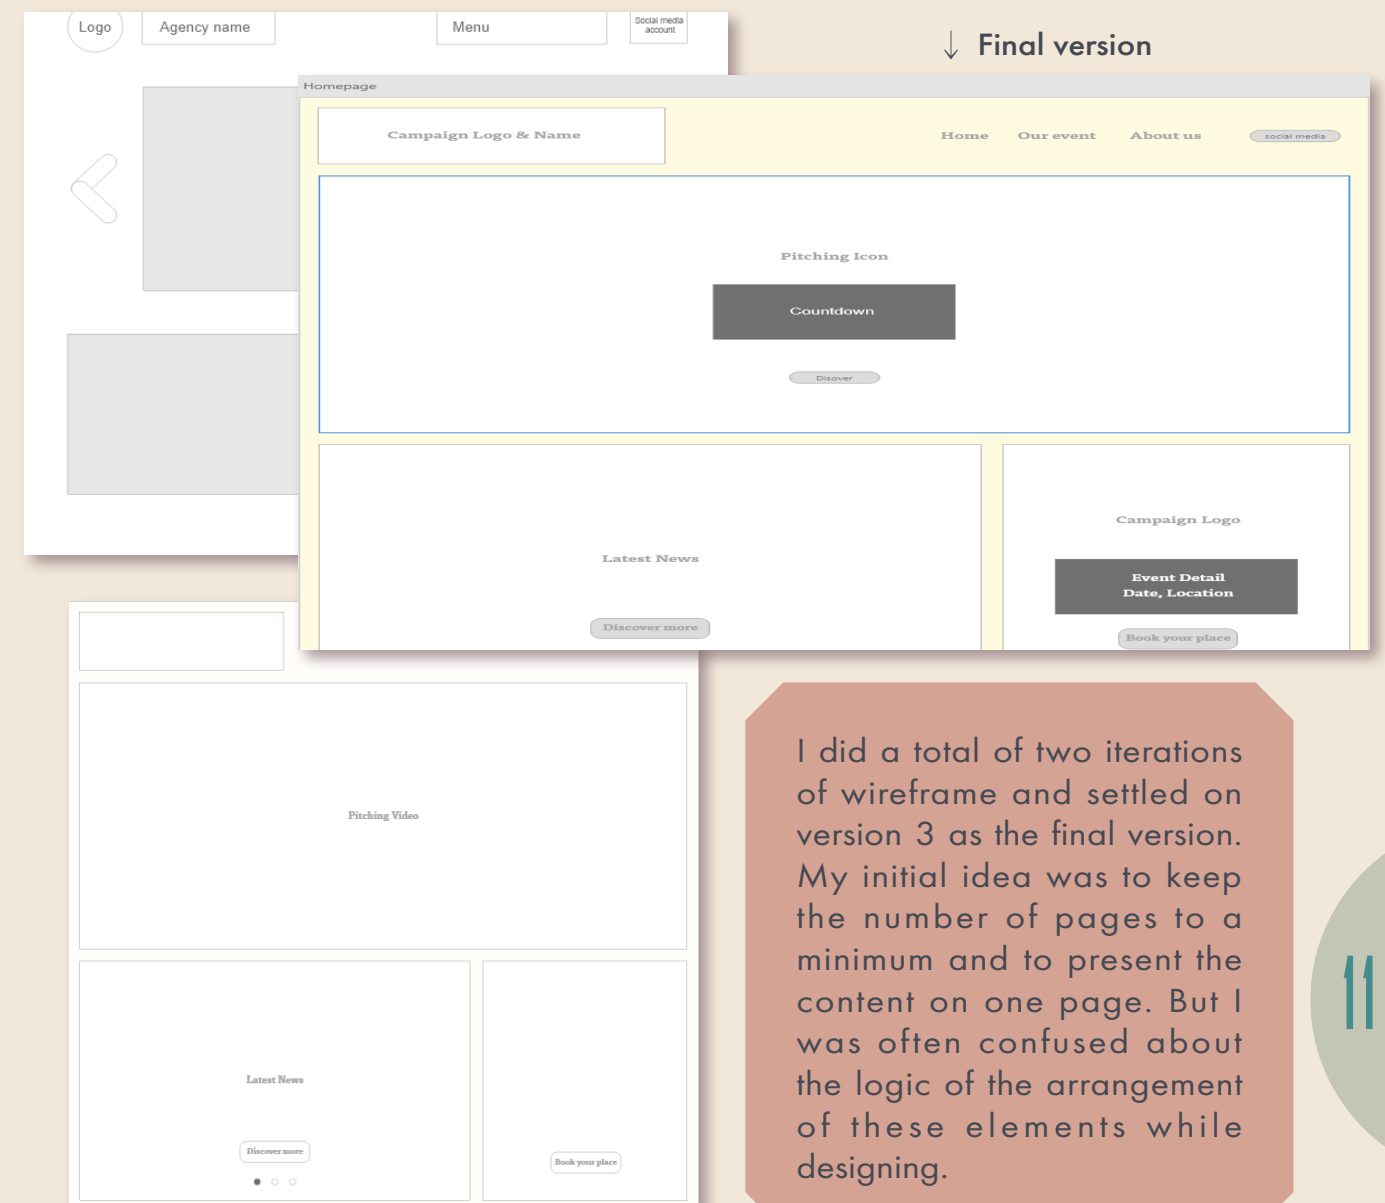 Logo
Agency name
Menu
Social media
account
↓ Final version
Homepage
Campaign Logo & Name
Home
Our event
About us
social media
Pitching Icon
Countdown
Disover
Latest News
Discover more
Campaign Logo
Event Detail
Date, Location
Book your place
Pitching Video
Latest News
Discover more
Book your place
I did a total of two iterations
of wireframe and settled on
version 3 as the final version.
My initial idea was to keep
the number of pages to a
minimum and to present the
content on one page. But I
was often confused about
the logic of the arrangement
of these elements while
designing.
11